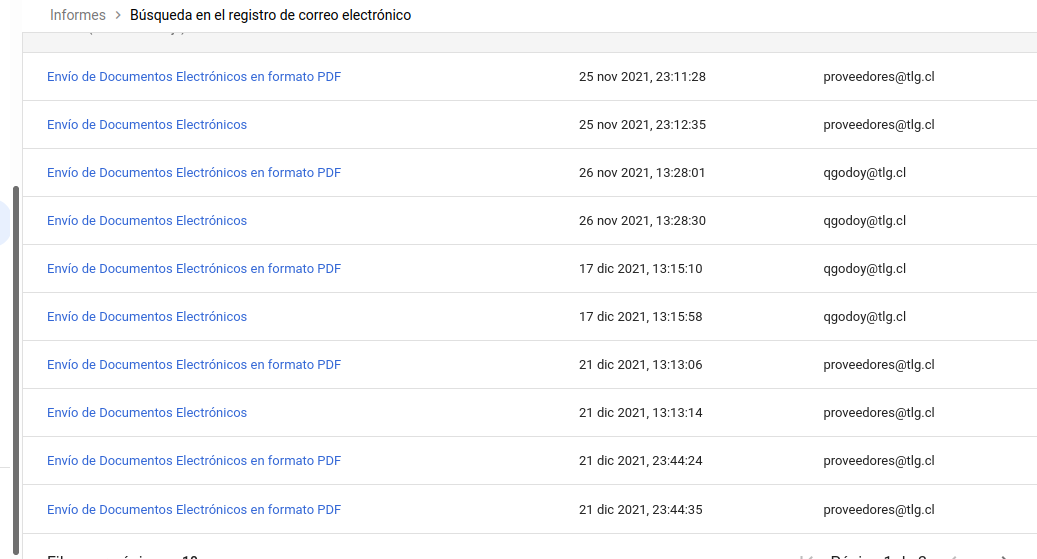 Informes > Búsqueda en el registro de correo electrónico
Envío de Documentos Electrónicos en formato PDF 25 nov 2021, 23:11:28 proveedores@tlg.cl
Envío de Documentos Electrónicos 25 nov 2021, 23:12:35 proveedores@tlg.cl
Envío de Documentos Electrónicos en formato PDF 26 nov 2021, 13:28:01 qgodoy@tlg.cl
Envío de Documentos Electrónicos 26 nov 2021, 13:28:30 qgodoy@tlg.cl
Envío de Documentos Electrónicos en formato PDF 17 dic 2021, 13:15:10 qgodoy@tlg.cl
Envío de Documentos Electrónicos 17 dic 2021, 13:15:58 qgodoy@tlg.cl
Envío de Documentos Electrónicos en formato PDF 21 dic 2021, 13:13:06 proveedores@tlg.cl
Envío de Documentos Electrónicos 21 dic 2021, 13:13:14 proveedores@tlg.cl
Envío de Documentos Electrónicos en formato PDF 21 dic 2021, 23:44:24 proveedores@tlg.cl
Envío de Documentos Electrónicos en formato PDF 21 dic 2021, 23:44:35 proveedores@tlg.cl